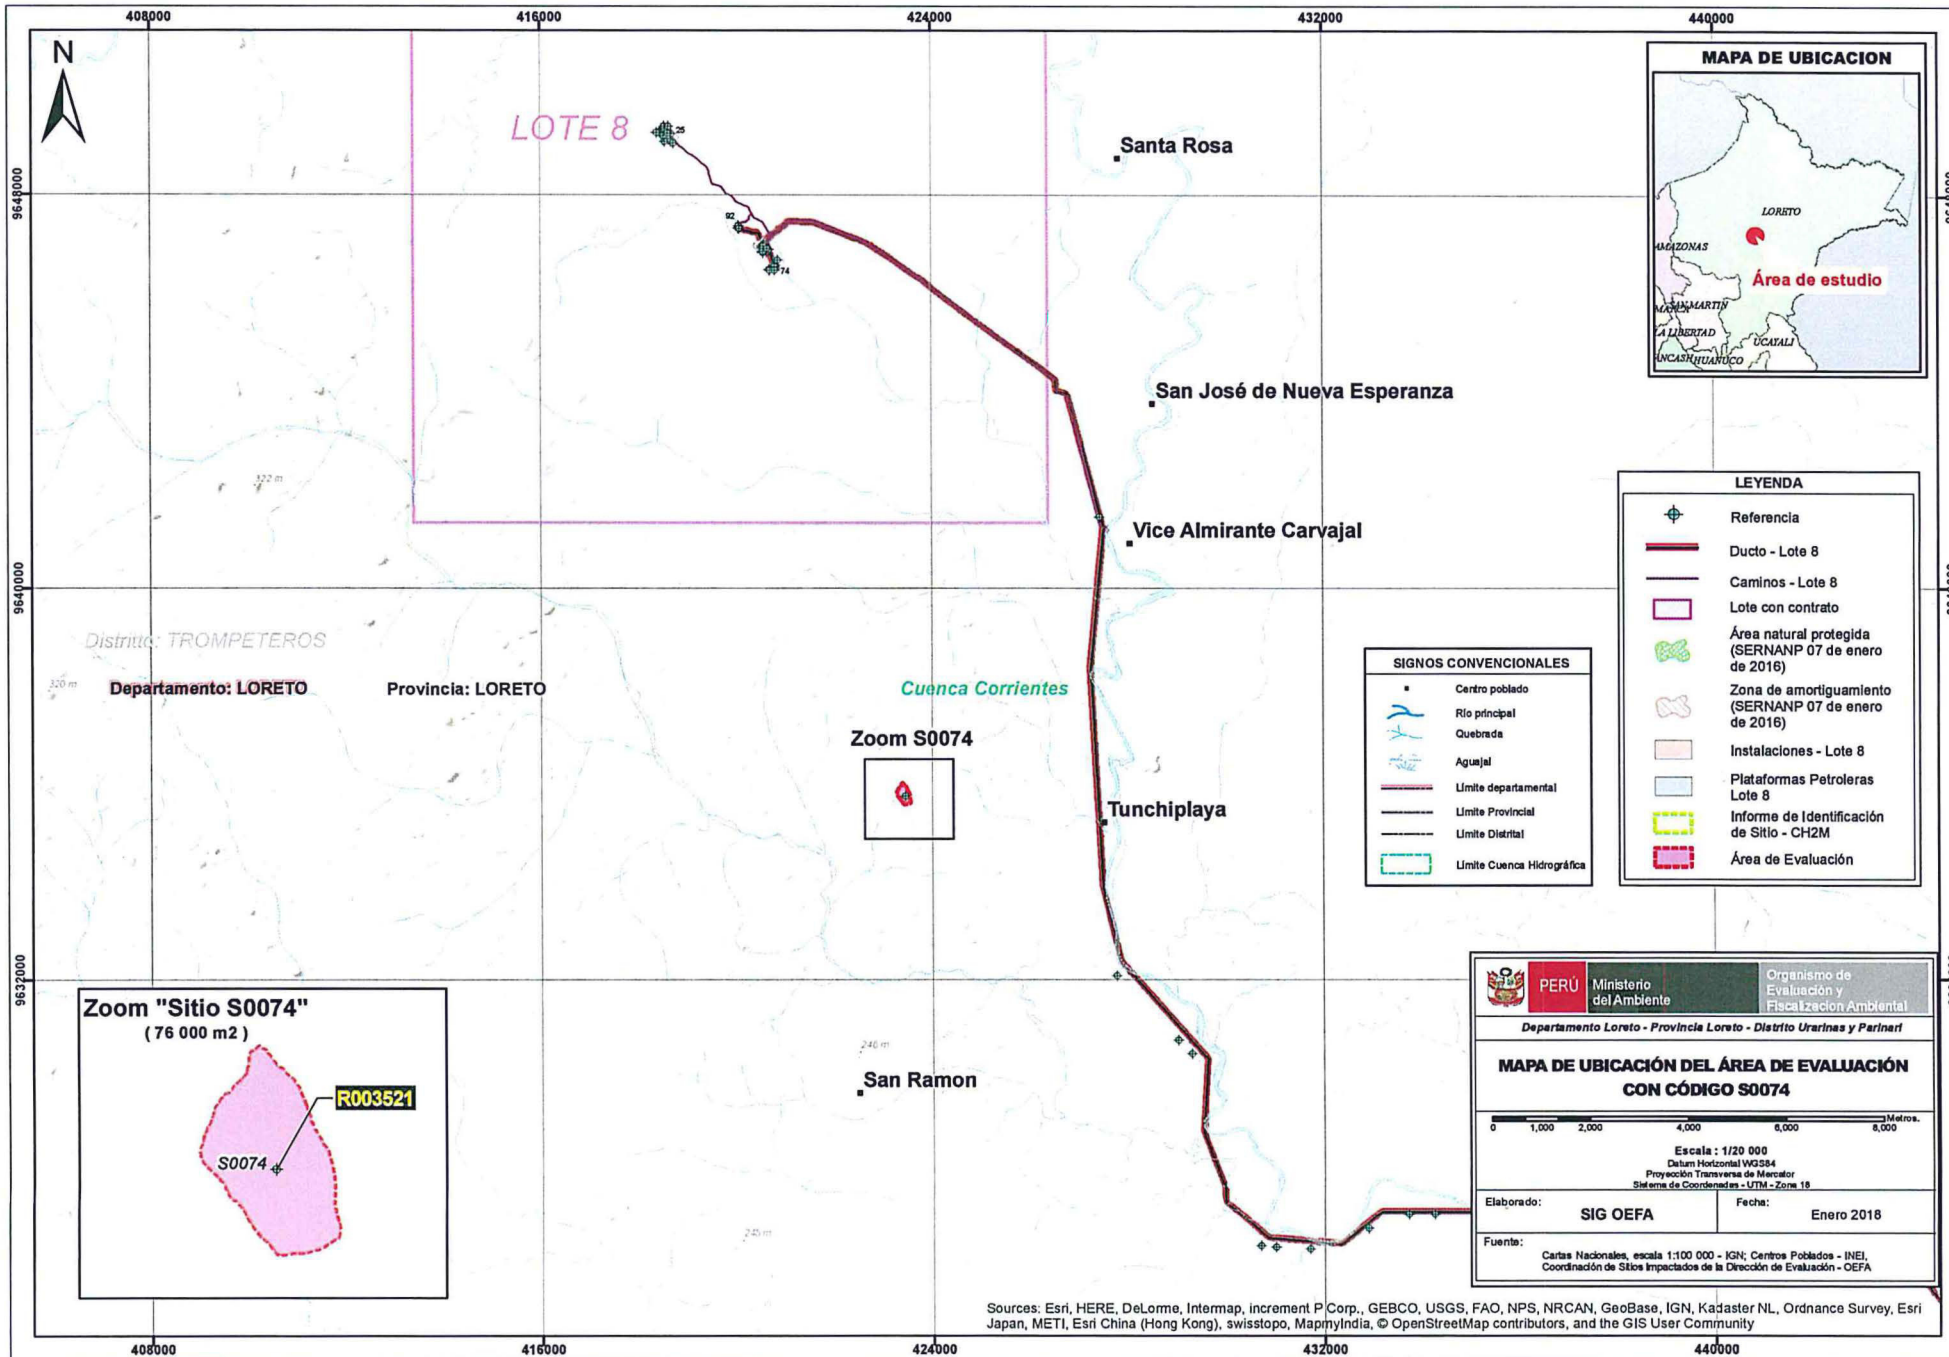 408000
416000
424000
432000
440000
N
LOTE 8
25
92
74
9648000
9640000
9632000
Santa Rosa
San José de Nueva Esperanza
Vice Almirante Carvajal
322 m
Distrito: TROMPETEROS
320 m
Departamento: LORETO
Provincia: LORETO
Cuenca Corrientes
Zoom S0074
Tunchiplaya
246 m
San Ramon
245 m
Zoom "Sitio S0074"
( 76 000 m2 )
R003521
S0074
MAPA DE UBICACION
LORETO
AMAZONAS
Área de estudio
SAN MARTIN
LA LIBERTAD
UCAYALI
ANCASH
HUANUCO
LEYENDA
Referencia
Ducto - Lote 8
Caminos - Lote 8
Lote con contrato
Área natural protegida
(SERNANP 07 de enero
de 2016)
Zona de amortiguamiento
(SERNANP 07 de enero
de 2016)
Instalaciones - Lote 8
Plataformas Petroleras
Lote 8
Informe de Identificación
de Sitio - CH2M
Área de Evaluación
SIGNOS CONVENCIONALES
Centro poblado
Río principal
Quebrada
Aguajal
Límite departamental
Límite Provincial
Límite Distrital
Límite Cuenca Hidrográfica
PERÚ
Ministerio
del Ambiente
Organismo de
Evaluación y
Fiscalizacion Ambiental
Departamento Loreto - Provincia Loreto - Distrito Urarinas y Parinari
MAPA DE UBICACIÓN DEL ÁREA DE EVALUACIÓN
CON CÓDIGO S0074
0 1,000 2,000 4,000 6,000 8,000 Metros.
Escala : 1/20 000
Datum Horizontal WGS84
Proyección Transversa de Mercator
Sistema de Coordenadas - UTM - Zona 18
Elaborado:
SIG OEFA
Fecha:
Enero 2018
Fuente:
Cartas Nacionales, escala 1:100 000 - IGN; Centros Poblados - INEI,
Coordinación de Sitios Impactados de la Dirección de Evaluación - OEFA
Sources: Esri, HERE, DeLorme, Intermap, increment P Corp., GEBCO, USGS, FAO, NPS, NRCAN, GeoBase, IGN, Kadaster NL, Ordnance Survey, Esri
Japan, METI, Esri China (Hong Kong), swisstopo, MapmyIndia, © OpenStreetMap contributors, and the GIS User Community
408000
416000
424000
432000
440000